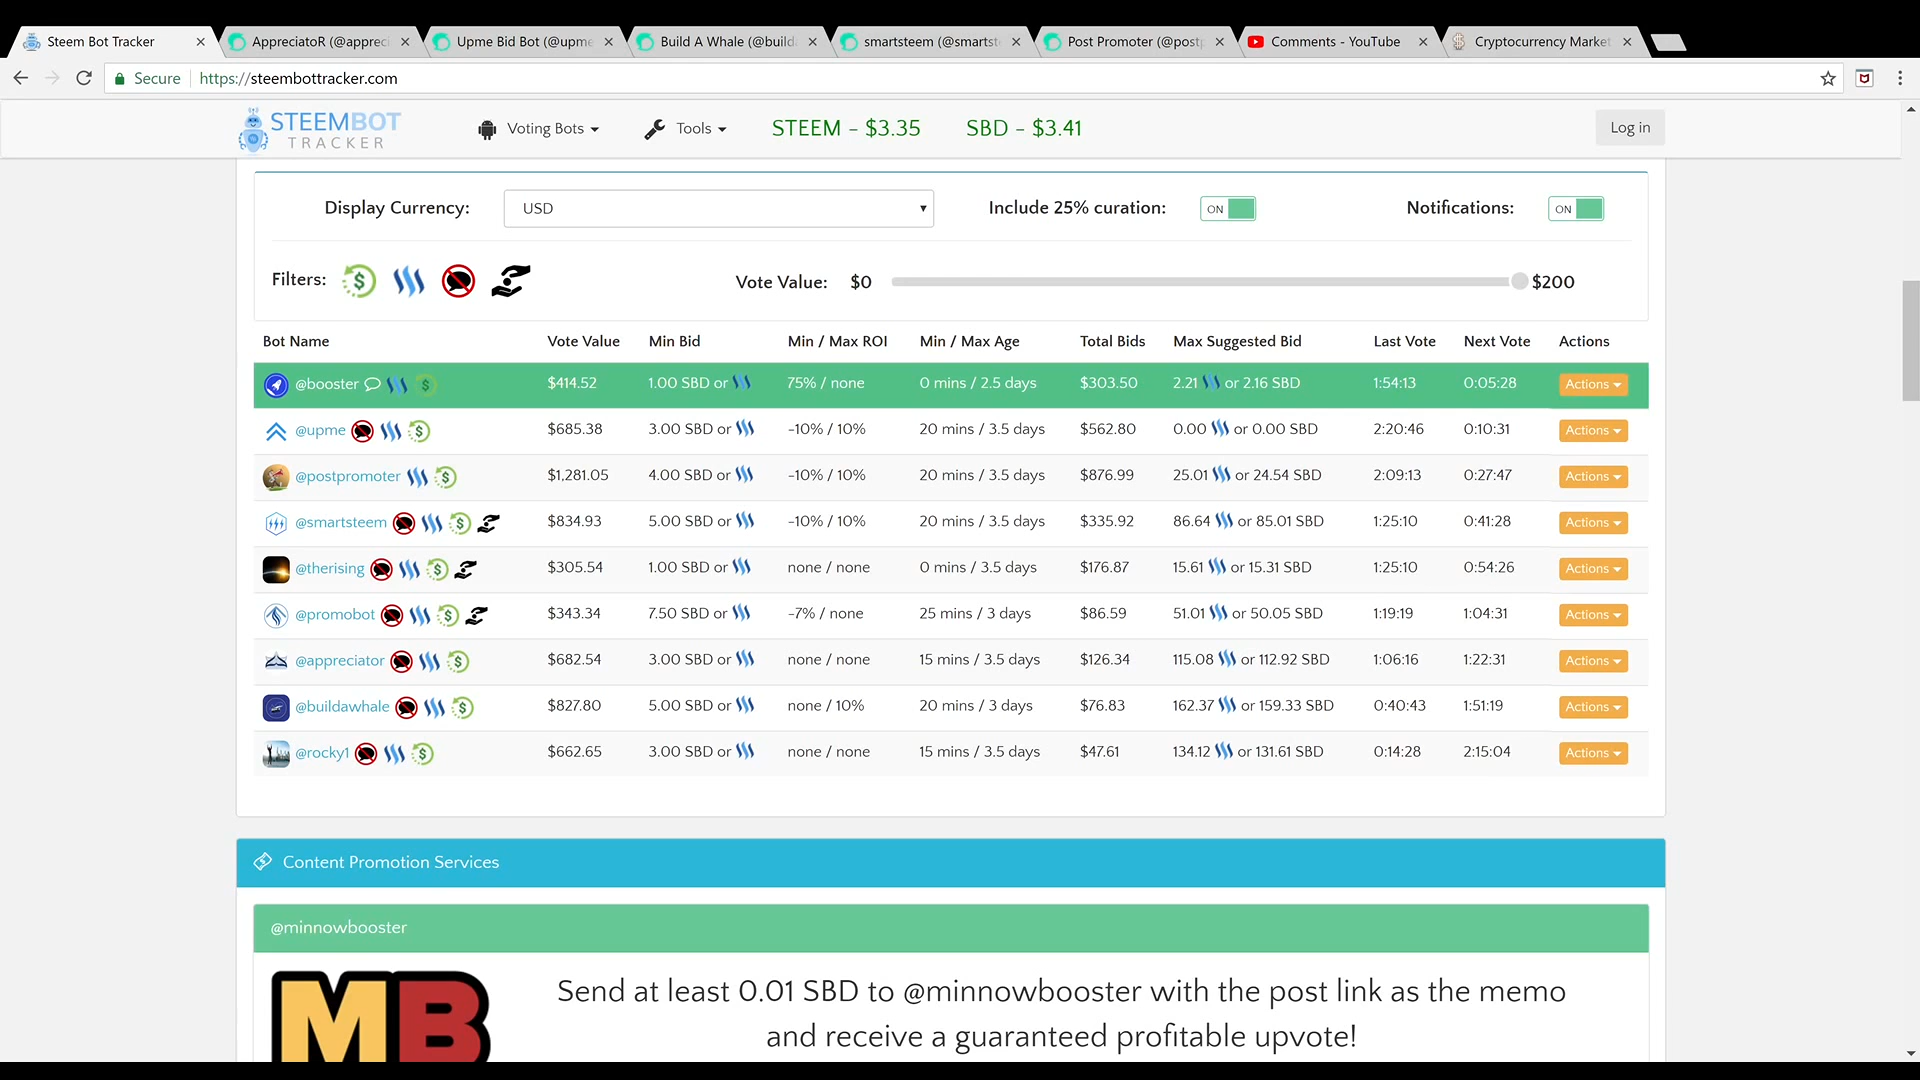 Steem Bot Tracker
AppreciatoR (@appreci
Upme Bid Bot (@upme
Build A Whale (@build
smartsteem (@smartst
Post Promoter (@post
Comments - YouTube
Cryptocurrency Market
Secure
https://steembottracker.com
STEEMBOT
TRACKER
Voting Bots
Tools
STEEM - $3.35
SBD - $3.41
Log in
Display Currency:
USD
Include 25% curation:
ON
Notifications:
ON
Filters:
Vote Value: $0
$200
Bot Name Vote Value Min Bid Min / Max ROI Min / Max Age Total Bids Max Suggested Bid Last Vote Next Vote Actions
@booster $414.52 1.00 SBD or 75% / none 0 mins / 2.5 days $303.50 2.21 or 2.16 SBD 1:54:13 0:05:28 Actions
@upme $685.38 3.00 SBD or -10% / 10% 20 mins / 3.5 days $562.80 0.00 or 0.00 SBD 2:20:46 0:10:31 Actions
@postpromoter $1,281.05 4.00 SBD or -10% / 10% 20 mins / 3.5 days $876.99 25.01 or 24.54 SBD 2:09:13 0:27:47 Actions
@smartsteem $834.93 5.00 SBD or -10% / 10% 20 mins / 3.5 days $335.92 86.64 or 85.01 SBD 1:25:10 0:41:28 Actions
@therising $305.54 1.00 SBD or none / none 0 mins / 3.5 days $176.87 15.61 or 15.31 SBD 1:25:10 0:54:26 Actions
@promobot $343.34 7.50 SBD or -7% / none 25 mins / 3 days $86.59 51.01 or 50.05 SBD 1:19:19 1:04:31 Actions
@appreciator $682.54 3.00 SBD or none / none 15 mins / 3.5 days $126.34 115.08 or 112.92 SBD 1:06:16 1:22:31 Actions
@buildawhale $827.80 5.00 SBD or none / 10% 20 mins / 3 days $76.83 162.37 or 159.33 SBD 0:40:43 1:51:19 Actions
@rocky1 $662.65 3.00 SBD or none / none 15 mins / 3.5 days $47.61 134.12 or 131.61 SBD 0:14:28 2:15:04 Actions
Content Promotion Services
@minnowbooster
MB
Send at least 0.01 SBD to @minnowbooster with the post link as the memo
and receive a guaranteed profitable upvote!